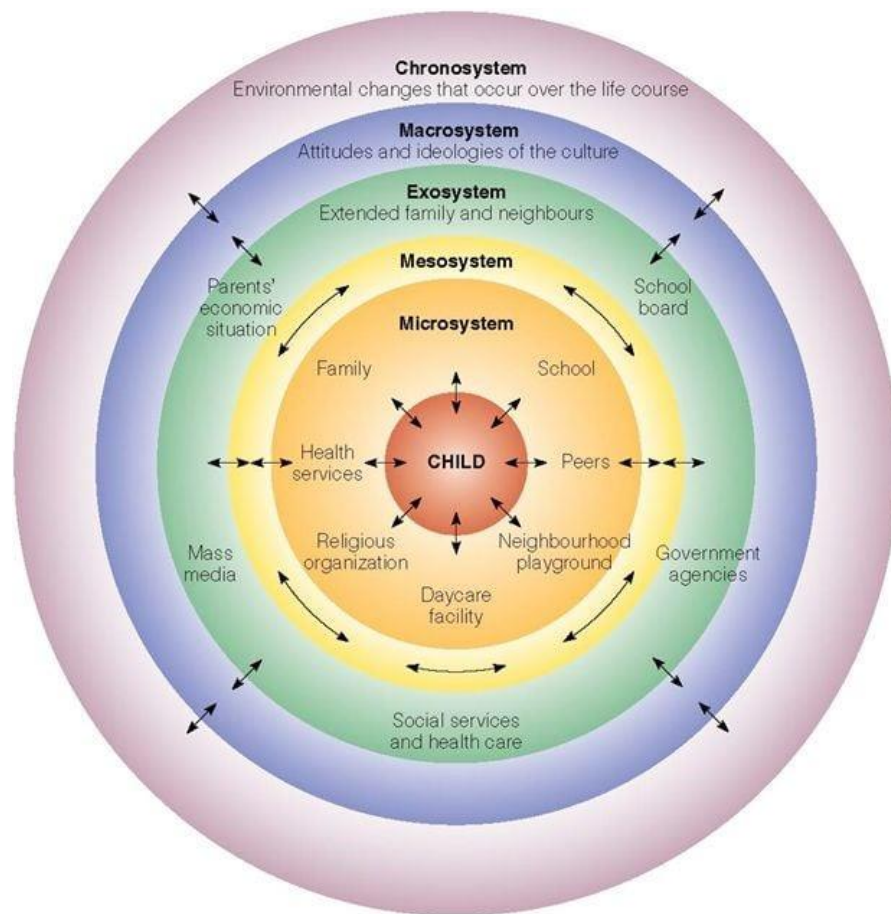 Chronosystem
Environmental changes that occur over the life course
Macrosystem
Attitudes and ideologies of the culture
Exosystem
Extended family and neighbours
Mesosystem
Parents'
economic
situation
School
board
Microsystem
Family
School
Health
services
CHILD
Peers
Religious
organization
Neighbourhood
playground
Mass
media
Government
agencies
Daycare
facility
Social services
and health care